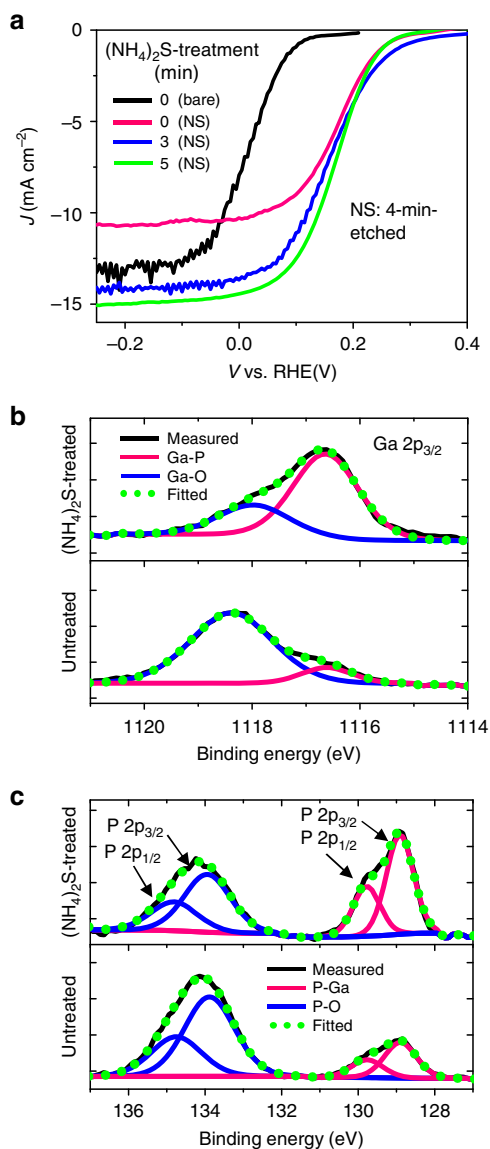 a
(NH₄)₂S-treatment
(min)
0 (bare)
0 (NS)
3 (NS)
5 (NS)
NS: 4-min-
etched
J (mA cm⁻²)
0
−5
−10
−15
−0.2 0.0 0.2 0.4
V vs. RHE(V)
b
Measured
Ga-P
Ga-O
Fitted
Ga 2p₃/₂
(NH₄)₂S-treated
Untreated
1120 1118 1116 1114
Binding energy (eV)
c
P 2p₃/₂
P 2p₁/₂
P 2p₃/₂
P 2p₁/₂
(NH₄)₂S-treated
Measured
P-Ga
P-O
Fitted
Untreated
136 134 132 130 128
Binding energy (eV)